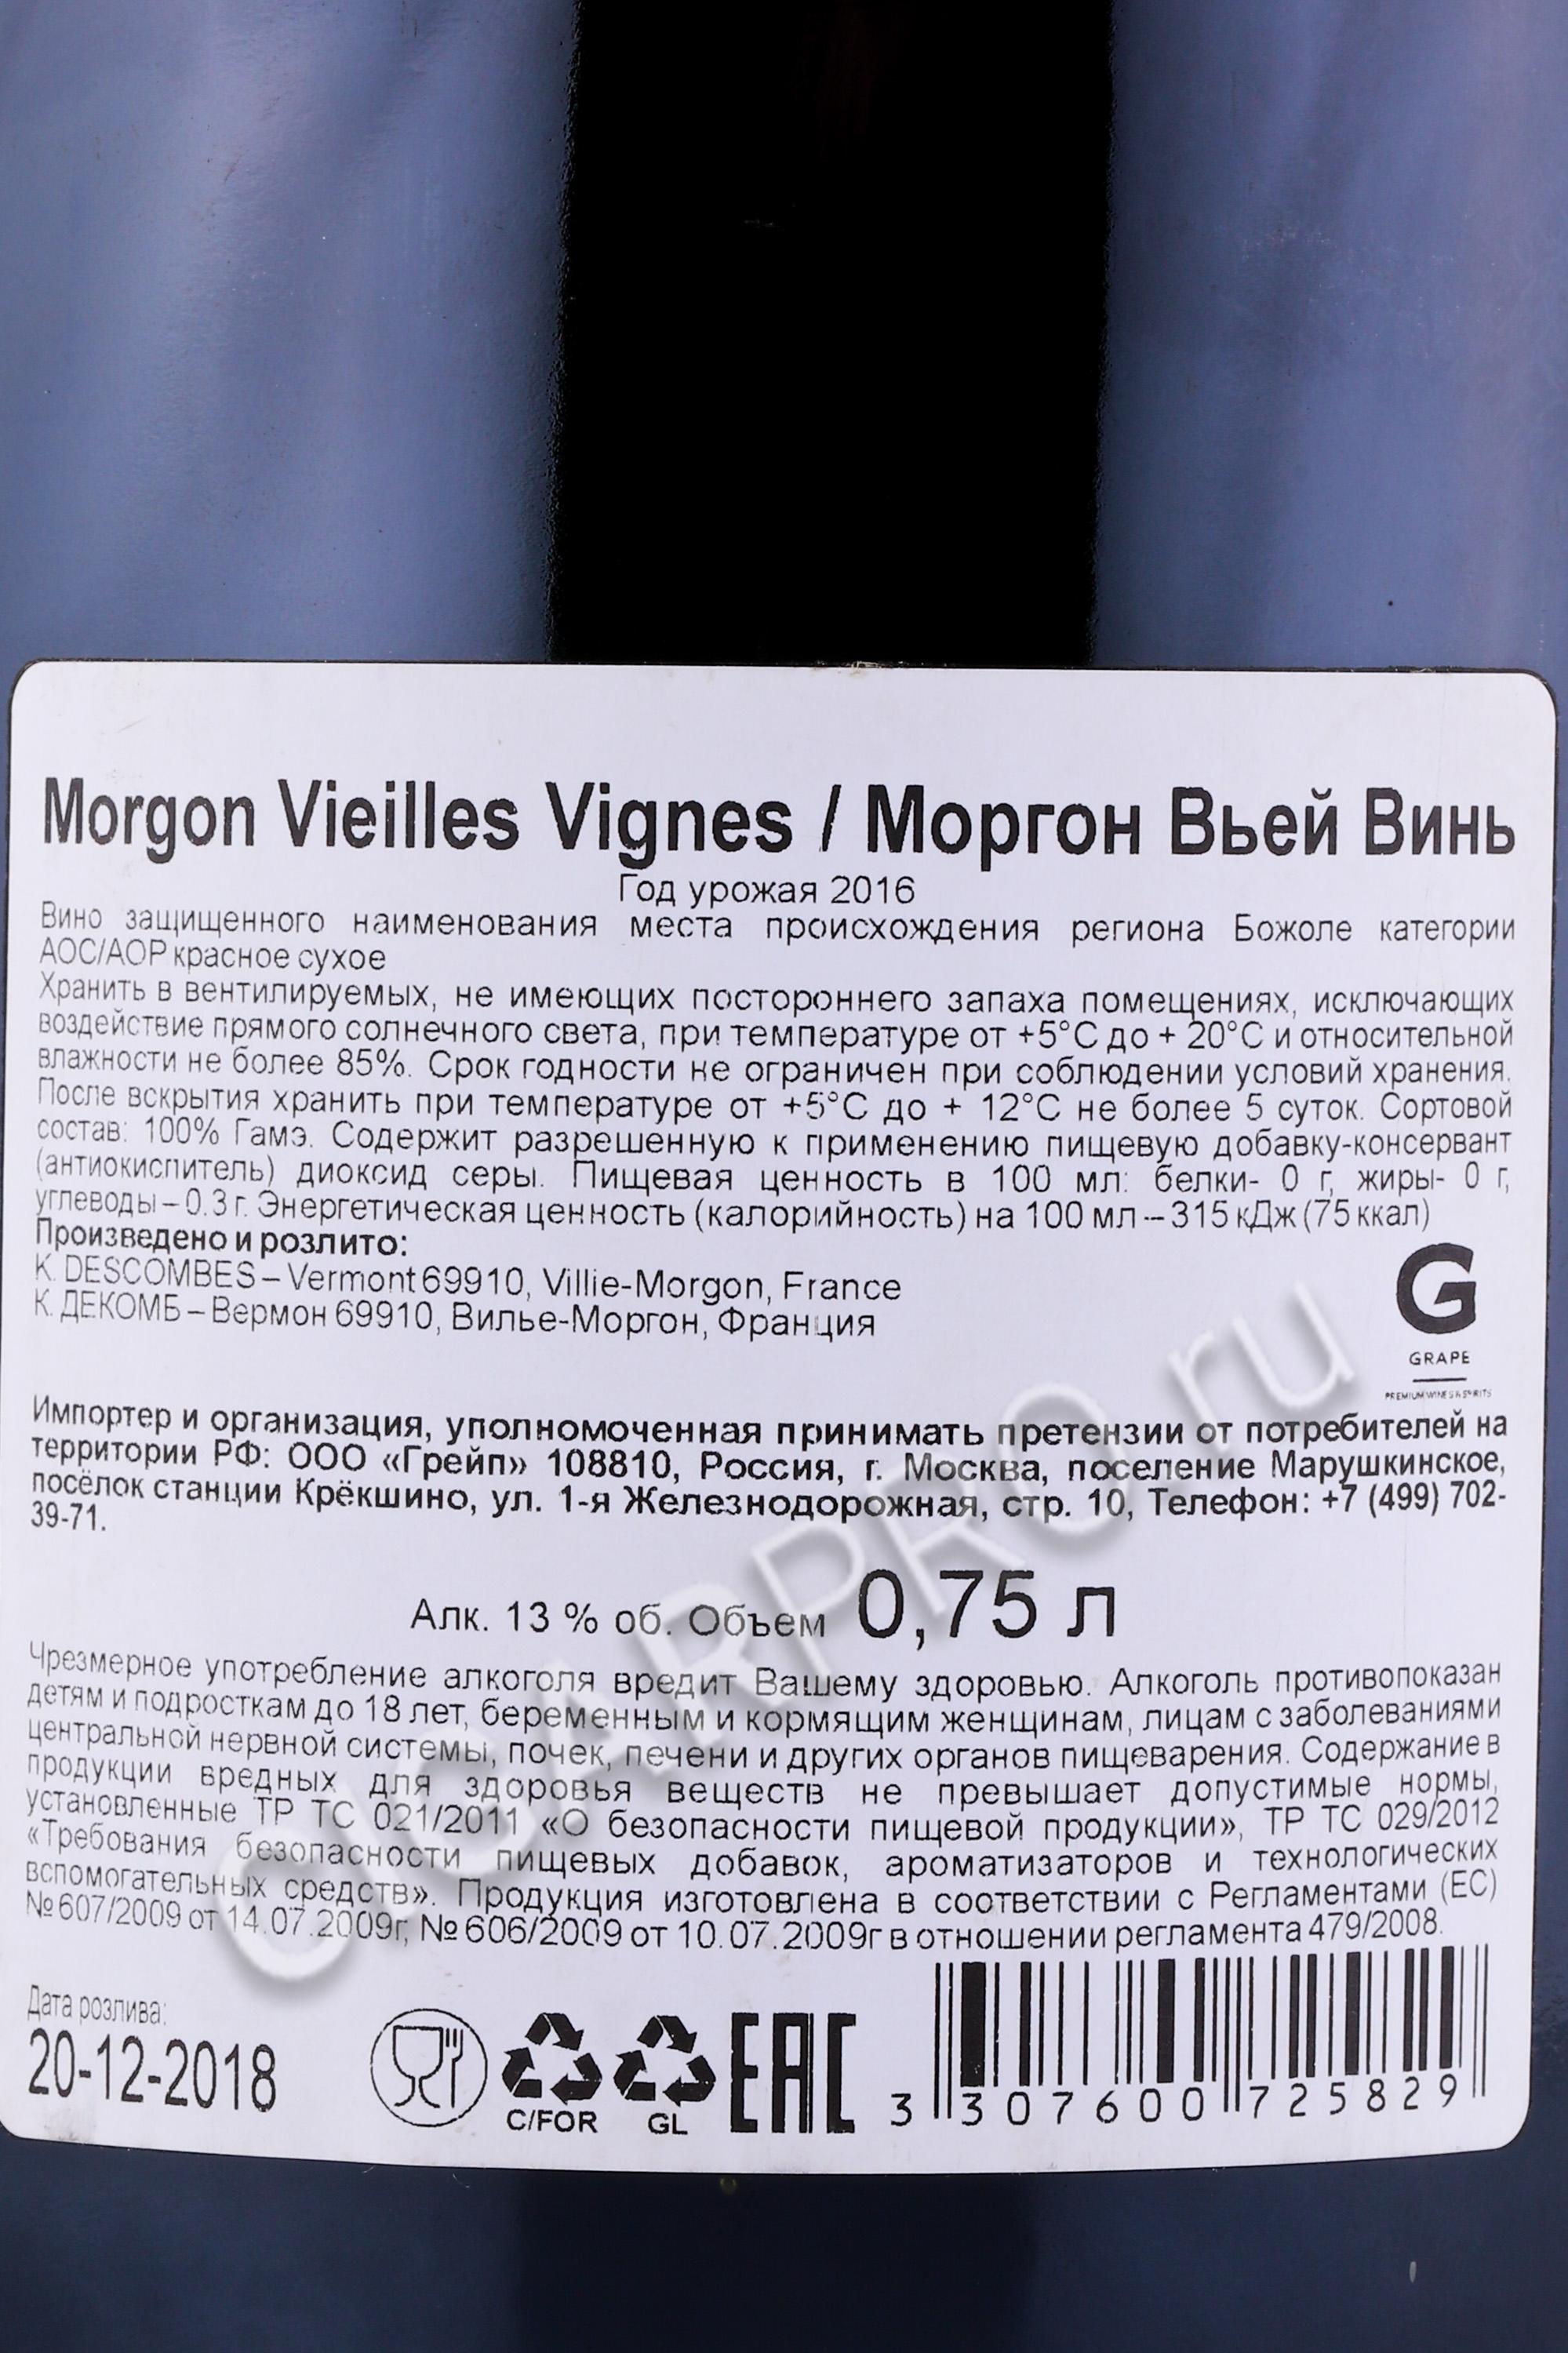 Morgon Vieilles Vignes / Моргон Вьей Винь
Год урожая 2016
Вино защищенного наименования места происхождения региона Божоле категории
АОС/АОР красное сухое
Хранить в вентилируемых, не имеющих постороннего запаха помещениях, исключающих
воздействие прямого солнечного света, при температуре от +5°С до + 20°С и относительной
влажности не более 85%. Срок годности не ограничен при соблюдении условий хранения.
После вскрытия хранить при температуре от +5°С до + 12°С не более 5 суток. Сортовой
состав: 100% Гамэ. Содержит разрешенную к применению пищевую добавку-консервант
(антиокислитель) диоксид серы. Пищевая ценность в 100 мл: белки- 0 г, жиры- 0 г,
углеводы – 0.3 г. Энергетическая ценность (калорийность) на 100 мл – 315 кДж (75 ккал)
Произведено и розлито:
K. DESCOMBES – Vermont 69910, Villie-Morgon, France
К. ДЕКОМБ – Вермон 69910, Вилье-Моргон, Франция
G
GRAPE
PREMIUM WINES & SPIRITS
Импортер и организация, уполномоченная принимать претензии от потребителей на
территории РФ: ООО «Грейп» 108810, Россия, г. Москва, поселение Марушкинское,
посёлок станции Крёкшино, ул. 1-я Железнодорожная, стр. 10, Телефон: +7 (499) 702-
39-71.
Алк. 13 % об. Объем 0,75 л
Чрезмерное употребление алкоголя вредит Вашему здоровью. Алкоголь противопоказан
детям и подросткам до 18 лет, беременным и кормящим женщинам, лицам с заболеваниями
центральной нервной системы, почек, печени и других органов пищеварения. Содержание в
продукции вредных для здоровья веществ не превышает допустимые нормы,
установленные ТР ТС 021/2011 «О безопасности пищевой продукции», ТР ТС 029/2012
«Требования безопасности пищевых добавок, ароматизаторов и технологических
вспомогательных средств». Продукция изготовлена в соответствии с Регламентами (ЕС)
№ 607/2009 от 14.07.2009г, № 606/2009 от 10.07.2009г в отношении регламента 479/2008.
Дата розлива:
20-12-2018
C/FOR
GL
EAC
3 307600 725829
CIGARPRO.ru